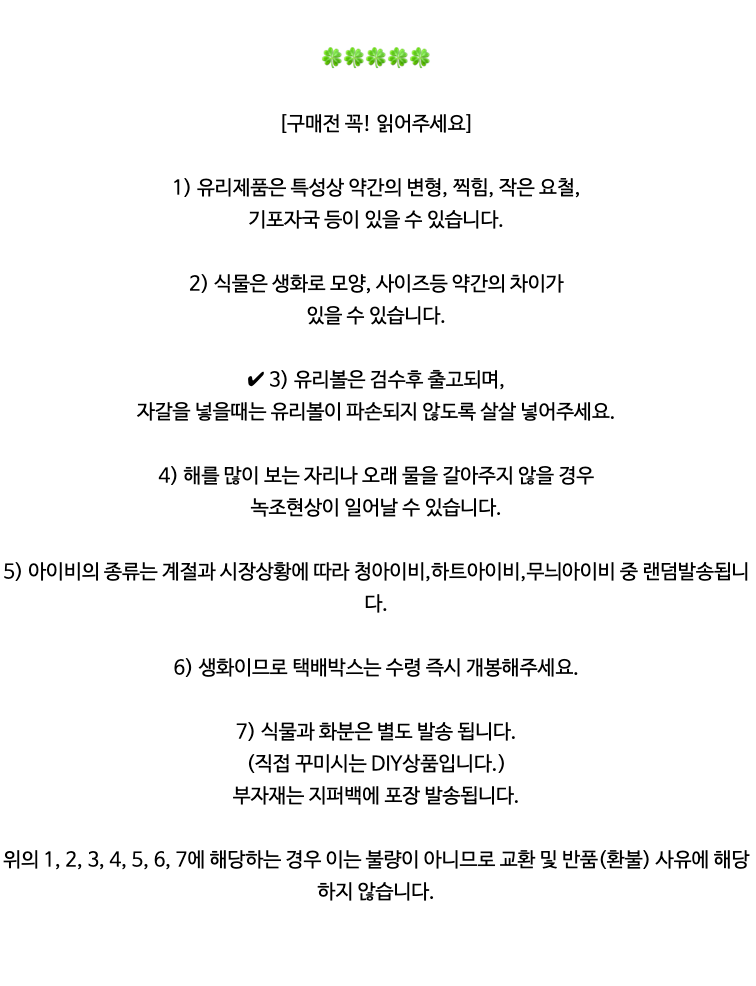 🍀🍀🍀🍀🍀
[구매전 꼭! 읽어주세요]
1) 유리제품은 특성상 약간의 변형, 찍힘, 작은 요철,
기포자국 등이 있을 수 있습니다.
2) 식물은 생화로 모양, 사이즈등 약간의 차이가
있을 수 있습니다.
✔ 3) 유리볼은 검수후 출고되며,
자갈을 넣을때는 유리볼이 파손되지 않도록 살살 넣어주세요.
4) 해를 많이 보는 자리나 오래 물을 갈아주지 않을 경우
녹조현상이 일어날 수 있습니다.
5) 아이비의 종류는 계절과 시장상황에 따라 청아이비,하트아이비,무늬아이비 중 랜덤발송됩니
다.
6) 생화이므로 택배박스는 수령 즉시 개봉해주세요.
7) 식물과 화분은 별도 발송 됩니다.
(직접 꾸미시는 DIY상품입니다.)
부자재는 지퍼백에 포장 발송됩니다.
위의 1, 2, 3, 4, 5, 6, 7에 해당하는 경우 이는 불량이 아니므로 교환 및 반품(환불) 사유에 해당
하지 않습니다.